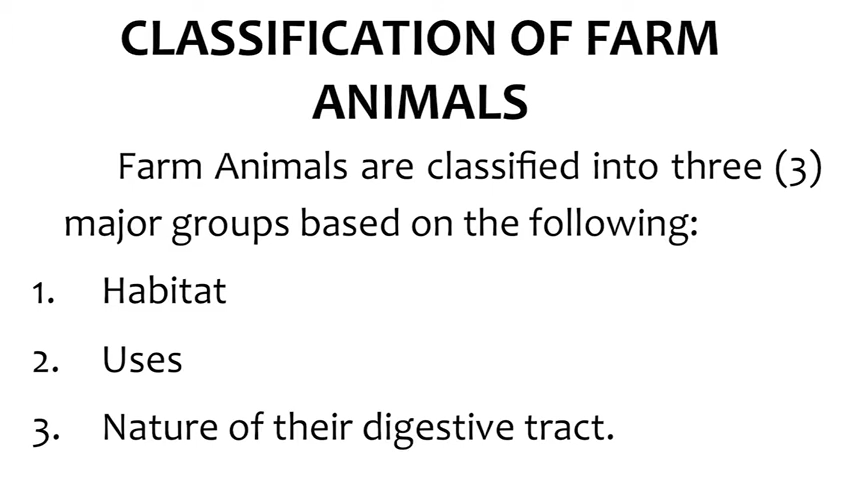 CLASSIFICATION OF FARM
ANIMALS
Farm Animals are classified into three (3)
major groups based on the following:
1. Habitat
2. Uses
3. Nature of their digestive tract.